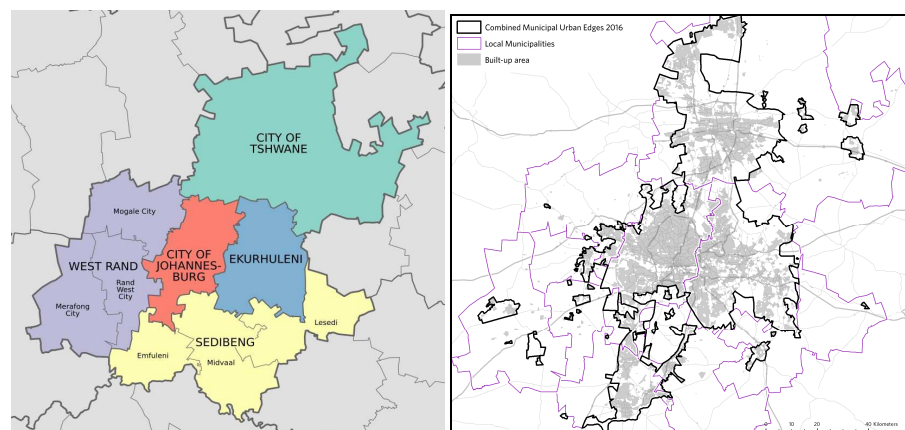 CITY OF
TSHWANE
Mogale City
CITY OF
JOHANNES-
BURG
EKURHULENI
WEST RAND
Rand
West
City
Merafong
City
Lesedi
SEDIBENG
Emfuleni
Midvaal
Combined Municipal Urban Edges 2016
Local Municipalities
Built-up area
0 10 20 40 Kilometers